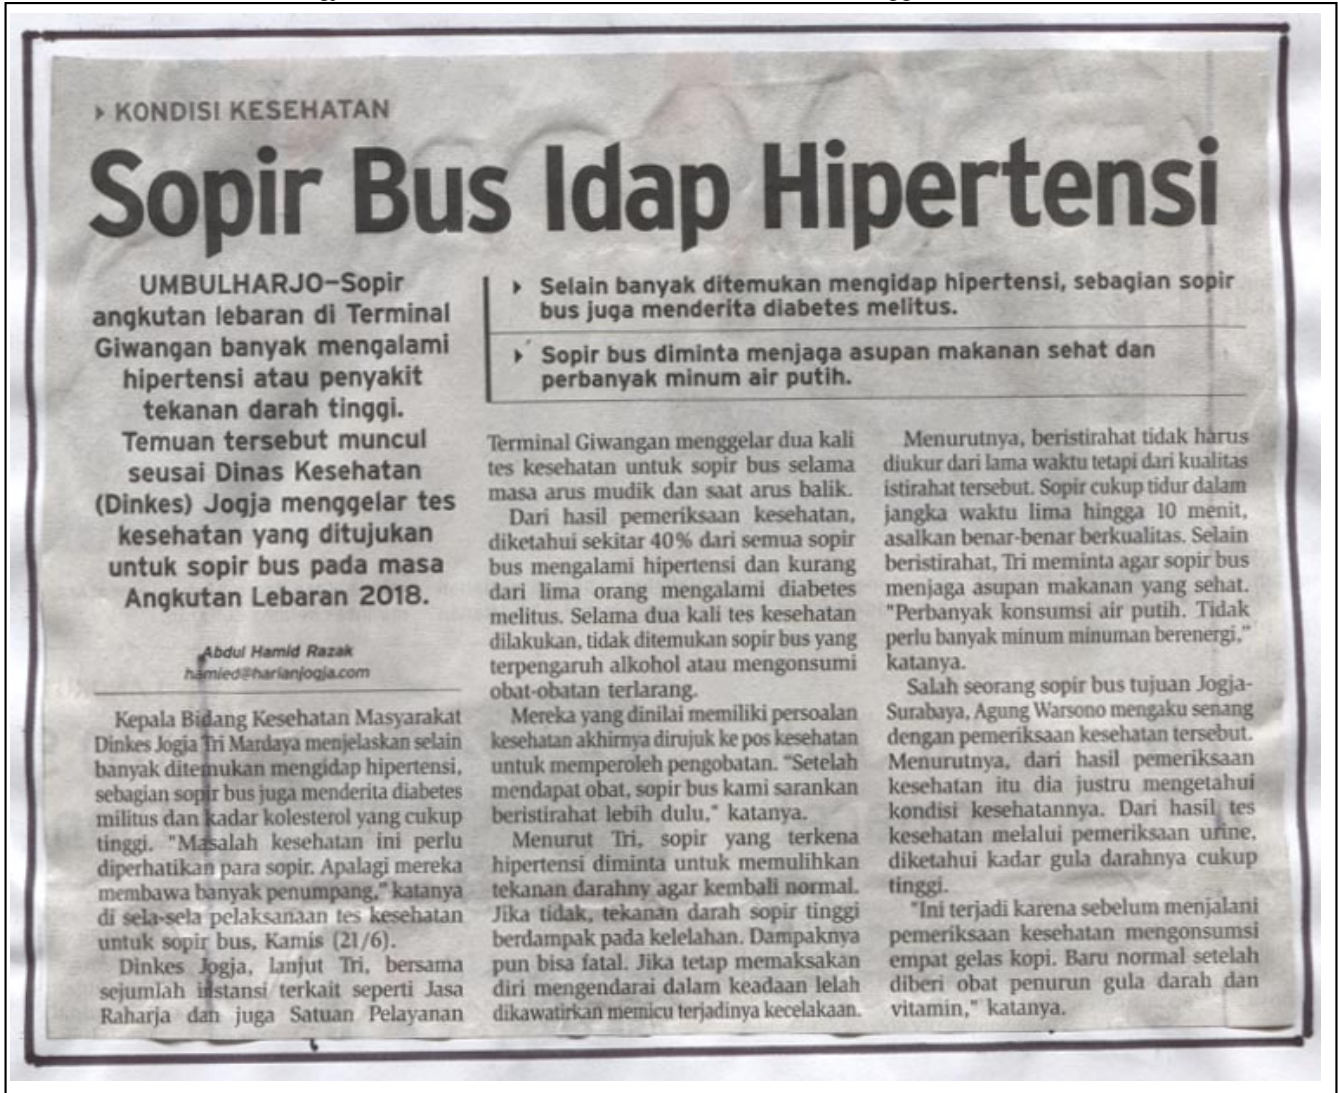 ▸ KONDISI KESEHATAN
Sopir Bus Idap Hipertensi
UMBULHARJO—Sopir
angkutan lebaran di Terminal
Giwangan banyak mengalami
hipertensi atau penyakit
tekanan darah tinggi.
Temuan tersebut muncul
seusai Dinas Kesehatan
(Dinkes) Jogja menggelar tes
kesehatan yang ditujukan
untuk sopir bus pada masa
Angkutan Lebaran 2018.
Abdul Hamid Razak
hamied@harianjogja.com
▸ Selain banyak ditemukan mengidap hipertensi, sebagian sopir
bus juga menderita diabetes melitus.
▸ Sopir bus diminta menjaga asupan makanan sehat dan
perbanyak minum air putih.
Kepala Bidang Kesehatan Masyarakat
Dinkes Jogja Tri Mardaya menjelaskan selain
banyak ditemukan mengidap hipertensi,
sebagian sopir bus juga menderita diabetes
militus dan kadar kolesterol yang cukup
tinggi. "Masalah kesehatan ini perlu
diperhatikan para sopir. Apalagi mereka
membawa banyak penumpang," katanya
di sela-sela pelaksanaan tes kesehatan
untuk sopir bus, Kamis (21/6).
Dinkes Jogja, lanjut Tri, bersama
sejumlah instansi terkait seperti Jasa
Raharja dan juga Satuan Pelayanan
Terminal Giwangan menggelar dua kali
tes kesehatan untuk sopir bus selama
masa arus mudik dan saat arus balik.
Dari hasil pemeriksaan kesehatan,
diketahui sekitar 40% dari semua sopir
bus mengalami hipertensi dan kurang
dari lima orang mengalami diabetes
melitus. Selama dua kali tes kesehatan
dilakukan, tidak ditemukan sopir bus yang
terpengaruh alkohol atau mengonsumi
obat-obatan terlarang.
Mereka yang dinilai memiliki persoalan
kesehatan akhirnya dirujuk ke pos kesehatan
untuk memperoleh pengobatan. "Setelah
mendapat obat, sopir bus kami sarankan
beristirahat lebih dulu," katanya.
Menurut Tri, sopir yang terkena
hipertensi diminta untuk memulihkan
tekanan darahny agar kembali normal.
Jika tidak, tekanan darah sopir tinggi
berdampak pada kelelahan. Dampaknya
pun bisa fatal. Jika tetap memaksakan
diri mengendarai dalam keadaan lelah
dikawatirkan memicu terjadinya kecelakaan.
Menurutnya, beristirahat tidak harus
diukur dari lama waktu tetapi dari kualitas
istirahat tersebut. Sopir cukup tidur dalam
jangka waktu lima hingga 10 menit,
asalkan benar-benar berkualitas. Selain
beristirahat, Tri meminta agar sopir bus
menjaga asupan makanan yang sehat.
"Perbanyak konsumsi air putih. Tidak
perlu banyak minum minuman berenergi,"
katanya.
Salah seorang sopir bus tujuan Jogja-
Surabaya, Agung Warsono mengaku senang
dengan pemeriksaan kesehatan tersebut.
Menurutnya, dari hasil pemeriksaan
kesehatan itu dia justru mengetahui
kondisi kesehatannya. Dari hasil tes
kesehatan melalui pemeriksaan urine,
diketahui kadar gula darahnya cukup
tinggi.
"Ini terjadi karena sebelum menjalani
pemeriksaan kesehatan mengonsumsi
empat gelas kopi. Baru normal setelah
diberi obat penurun gula darah dan
vitamin," katanya.